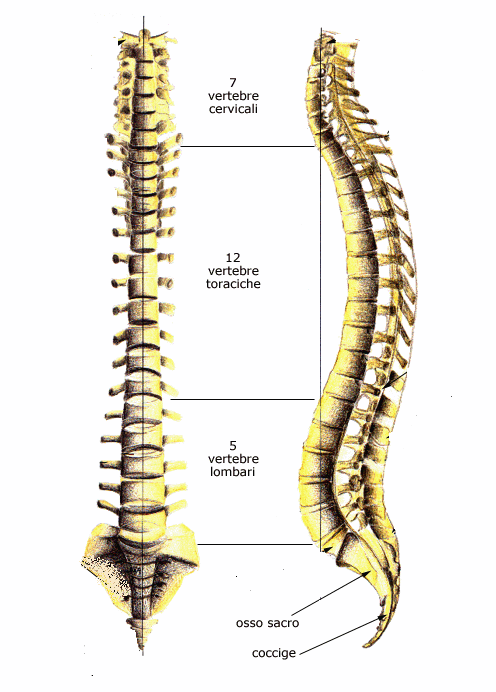 7
vertebre
cervicali
12
vertebre
toraciche
5
vertebre
lombari
osso sacro
coccige